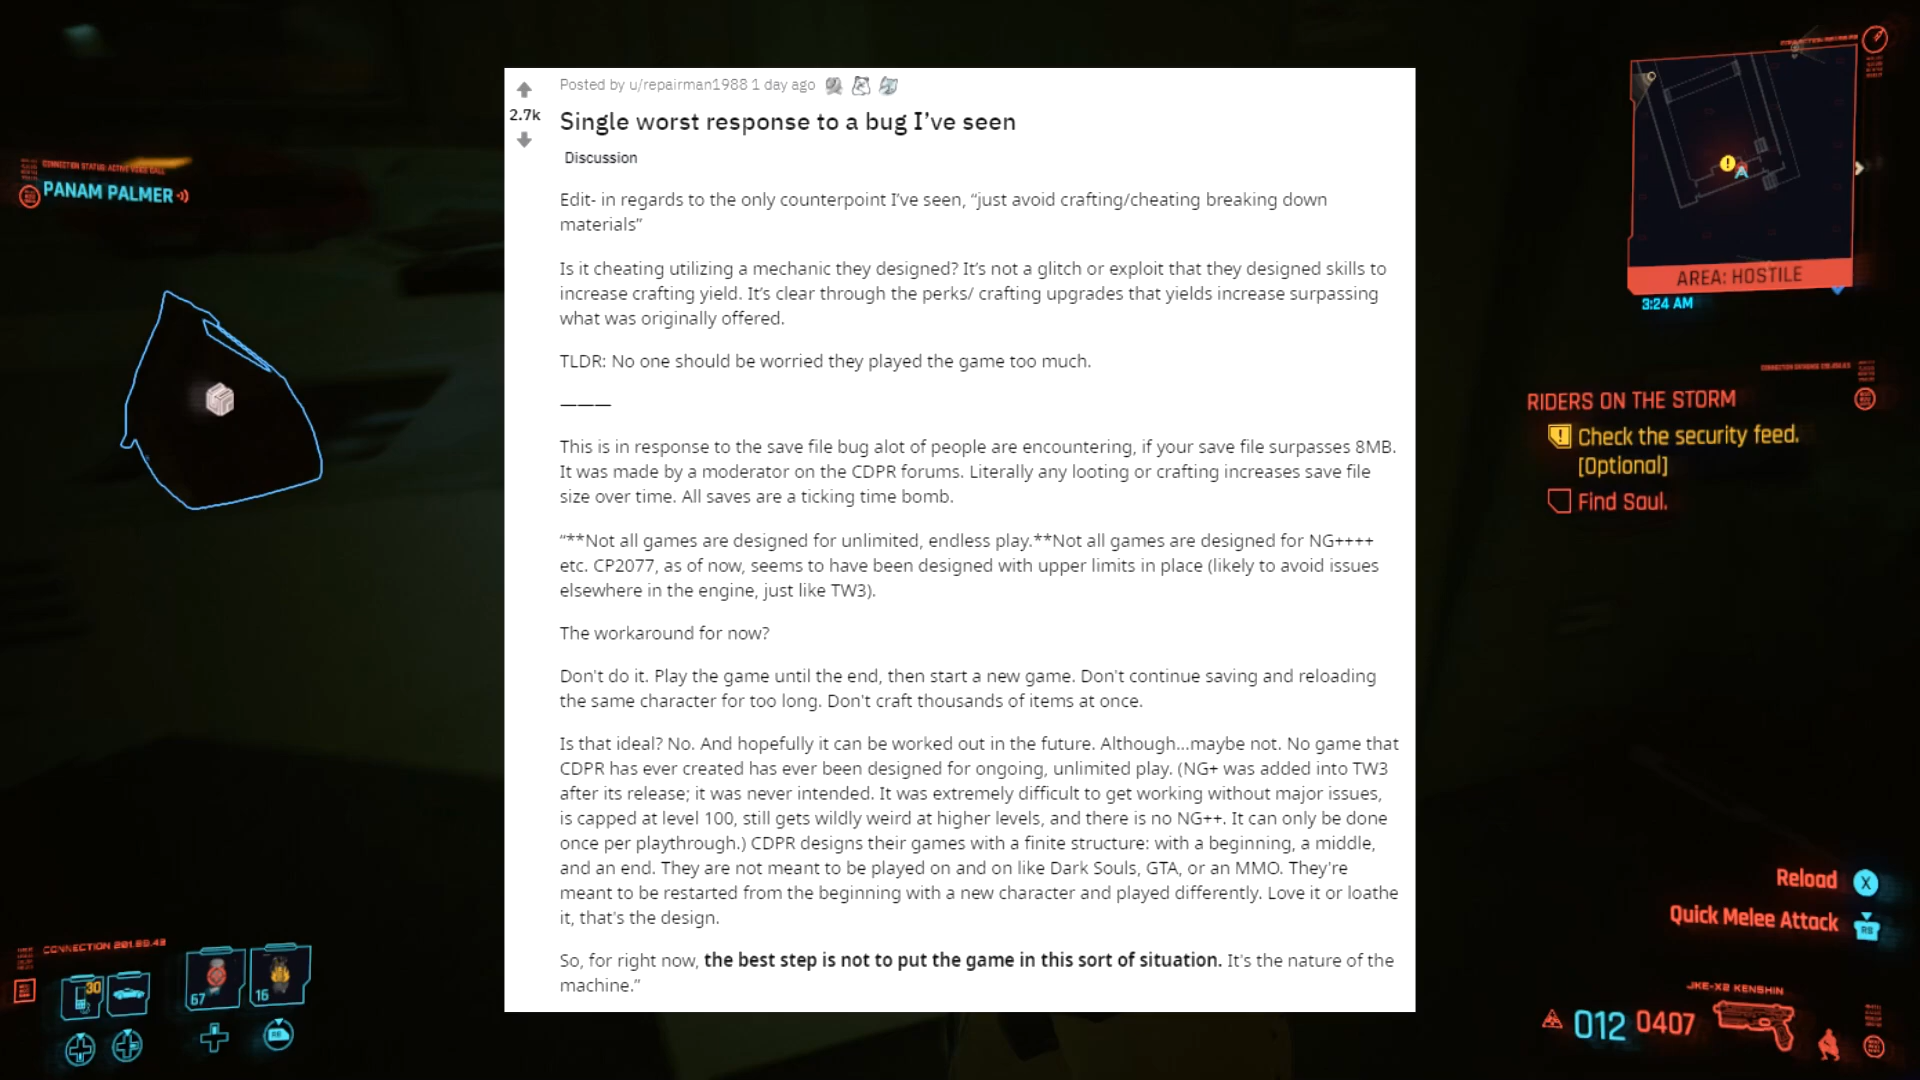 Posted by u/repairman1988 1 day ago
2.7k
Single worst response to a bug I’ve seen
Discussion
Edit- in regards to the only counterpoint I’ve seen, “just avoid crafting/cheating breaking down
materials”
Is it cheating utilizing a mechanic they designed? It’s not a glitch or exploit that they designed skills to
increase crafting yield. It’s clear through the perks/ crafting upgrades that yields increase surpassing
what was originally offered.
TLDR: No one should be worried they played the game too much.
———
This is in response to the save file bug alot of people are encountering, if your save file surpasses 8MB.
It was made by a moderator on the CDPR forums. Literally any looting or crafting increases save file
size over time. All saves are a ticking time bomb.
“**Not all games are designed for unlimited, endless play.**Not all games are designed for NG++++
etc. CP2077, as of now, seems to have been designed with upper limits in place (likely to avoid issues
elsewhere in the engine, just like TW3).
The workaround for now?
Don't do it. Play the game until the end, then start a new game. Don't continue saving and reloading
the same character for too long. Don't craft thousands of items at once.
Is that ideal? No. And hopefully it can be worked out in the future. Although...maybe not. No game that
CDPR has ever created has ever been designed for ongoing, unlimited play. (NG+ was added into TW3
after its release; it was never intended. It was extremely difficult to get working without major issues,
is capped at level 100, still gets wildly weird at higher levels, and there is no NG++. It can only be done
once per playthrough.) CDPR designs their games with a finite structure: with a beginning, a middle,
and an end. They are not meant to be played on and on like Dark Souls, GTA, or an MMO. They're
meant to be restarted from the beginning with a new character and played differently. Love it or loathe
it, that's the design.
So, for right now, the best step is not to put the game in this sort of situation. It's the nature of the
machine.”
CONNECTION STATUS: ACTIVE VOICE CALL
PANAM PALMER
AREA: HOSTILE
3:24 AM
RIDERS ON THE STORM
Check the security feed.
[Optional]
Find Saul.
Reload X
Quick Melee Attack RS
JKE-X2 KENSHIN
012 0407
30
67
16